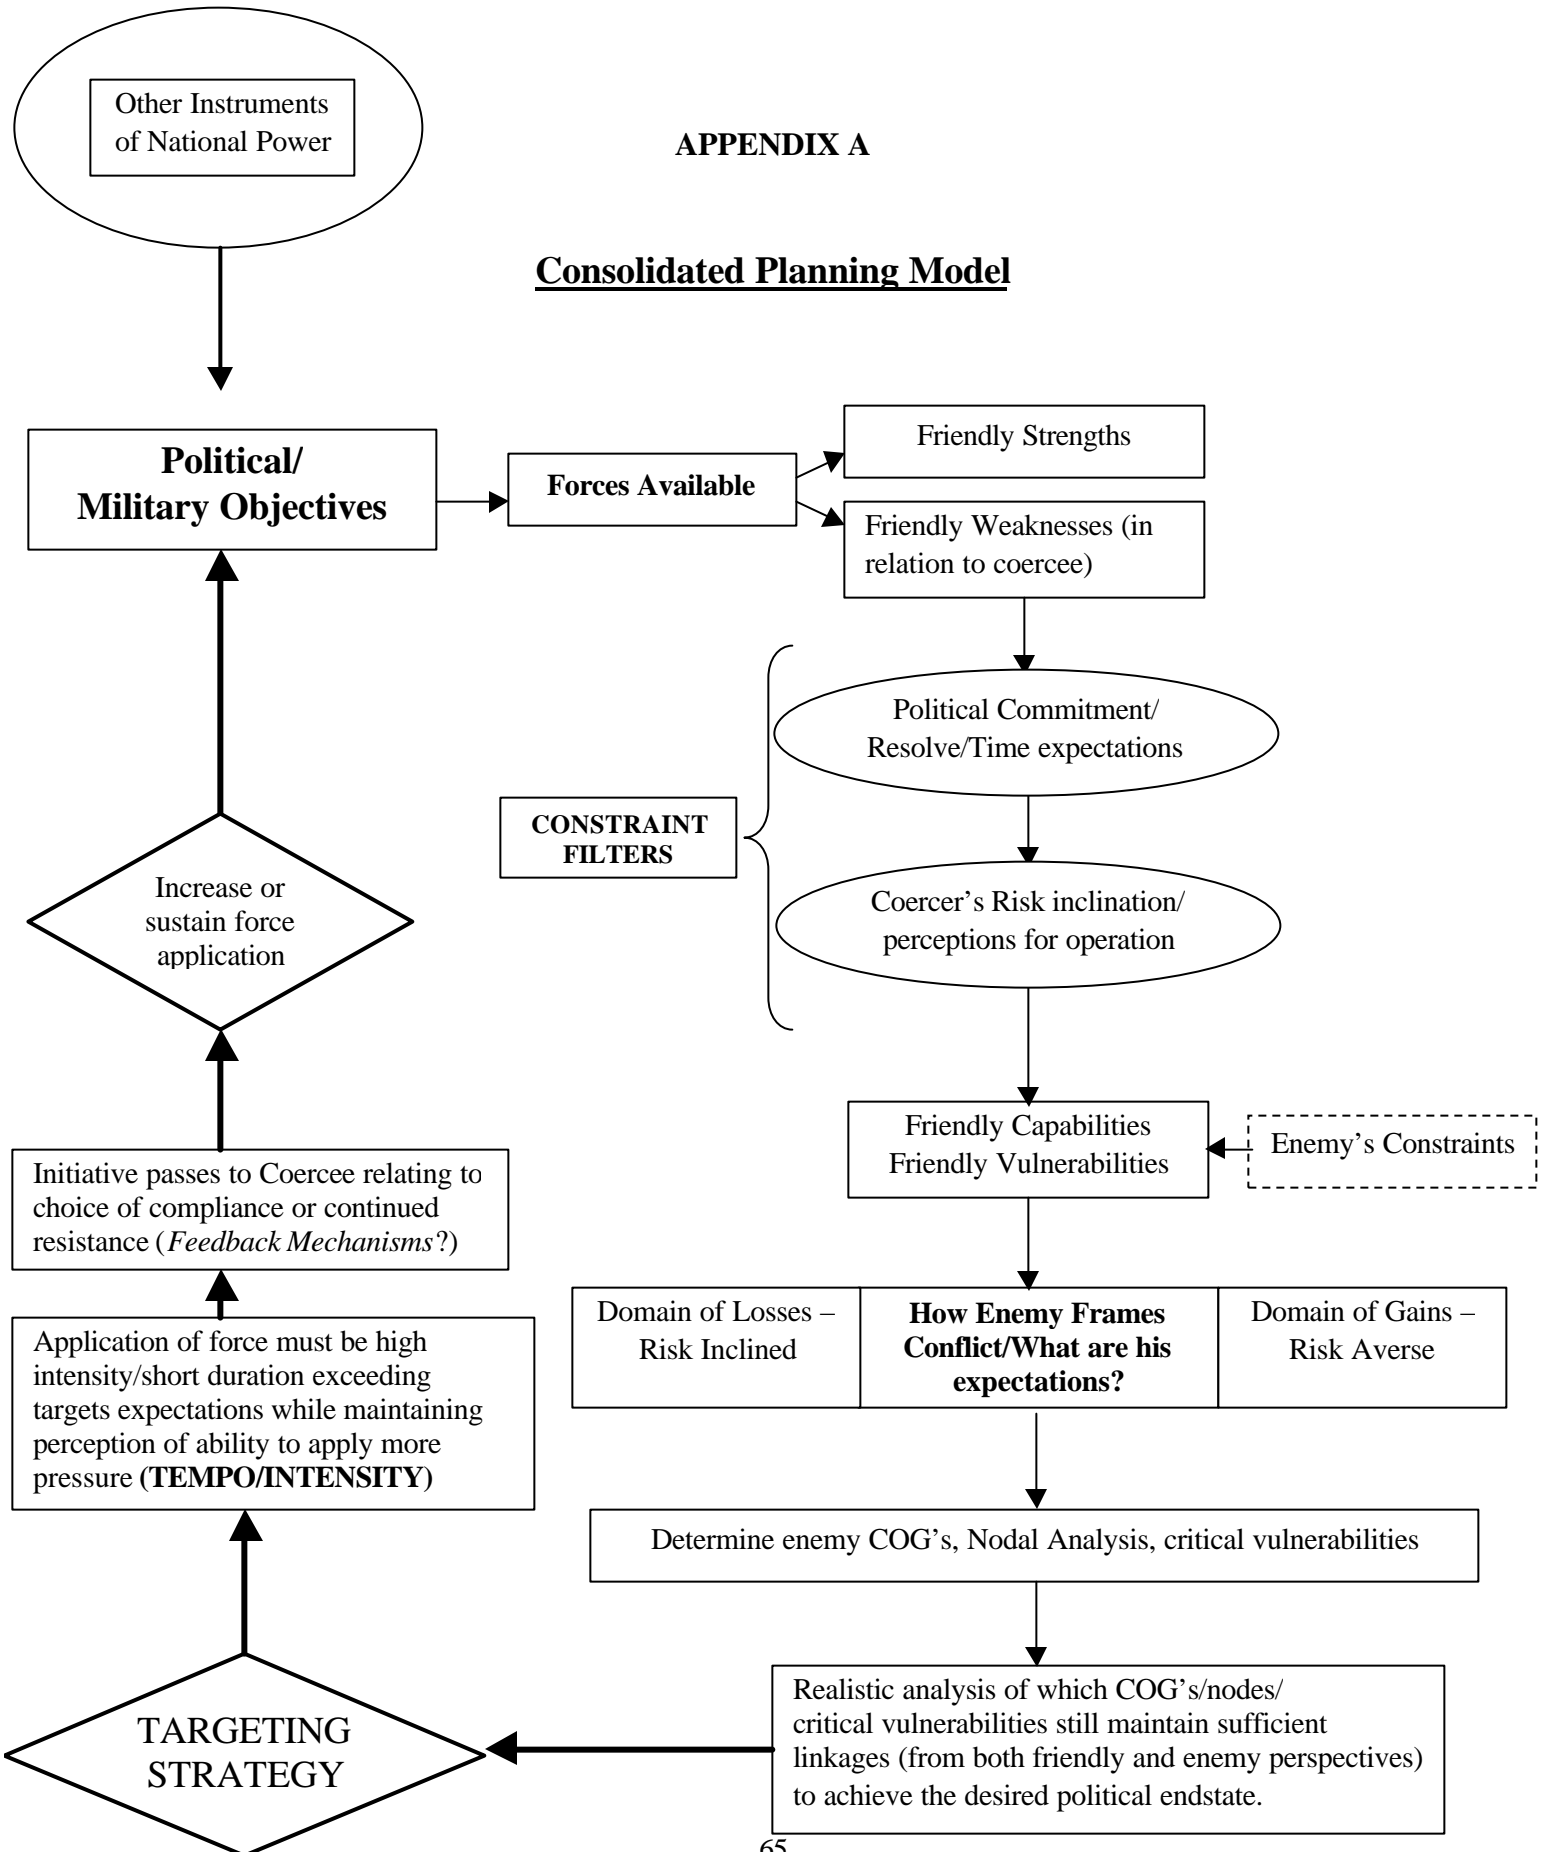 Other Instruments
of National Power
APPENDIX A
Consolidated Planning Model
Political/
Military Objectives
Forces Available
Friendly Strengths
Friendly Weaknesses (in
relation to coercee)
CONSTRAINT
FILTERS
Political Commitment/
Resolve/Time expectations
Coercer’s Risk inclination/
perceptions for operation
Friendly Capabilities
Friendly Vulnerabilities
Enemy’s Constraints
Domain of Losses –
Risk Inclined
How Enemy Frames
Conflict/What are his
expectations?
Domain of Gains –
Risk Averse
Determine enemy COG’s, Nodal Analysis, critical vulnerabilities
Realistic analysis of which COG’s/nodes/
critical vulnerabilities still maintain sufficient
linkages (from both friendly and enemy perspectives)
to achieve the desired political endstate.
TARGETING
STRATEGY
Application of force must be high
intensity/short duration exceeding
targets expectations while maintaining
perception of ability to apply more
pressure (TEMPO/INTENSITY)
Initiative passes to Coercee relating to
choice of compliance or continued
resistance (Feedback Mechanisms?)
Increase or
sustain force
application
65